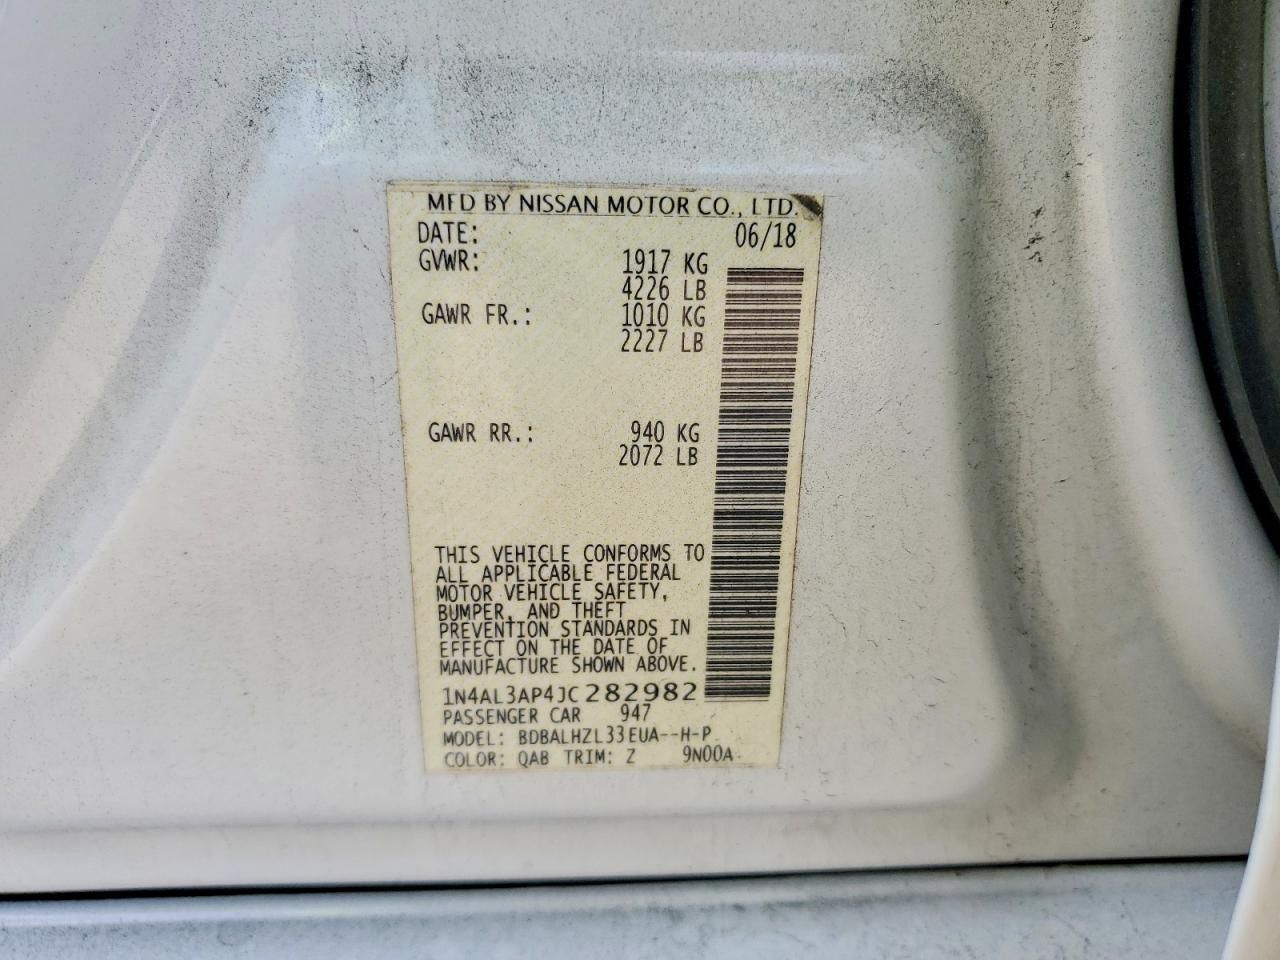 MFD BY NISSAN MOTOR CO., LTD.
DATE: 06/18
GVWR: 1917 KG
4226 LB
GAWR FR.: 1010 KG
2227 LB
GAWR RR.: 940 KG
2072 LB
THIS VEHICLE CONFORMS TO
ALL APPLICABLE FEDERAL
MOTOR VEHICLE SAFETY,
BUMPER, AND THEFT
PREVENTION STANDARDS IN
EFFECT ON THE DATE OF
MANUFACTURE SHOWN ABOVE.
1N4AL3AP4JC282982
PASSENGER CAR 947
MODEL: BDBALHZL33EUA--H-P
COLOR: QAB TRIM: Z 9N00A